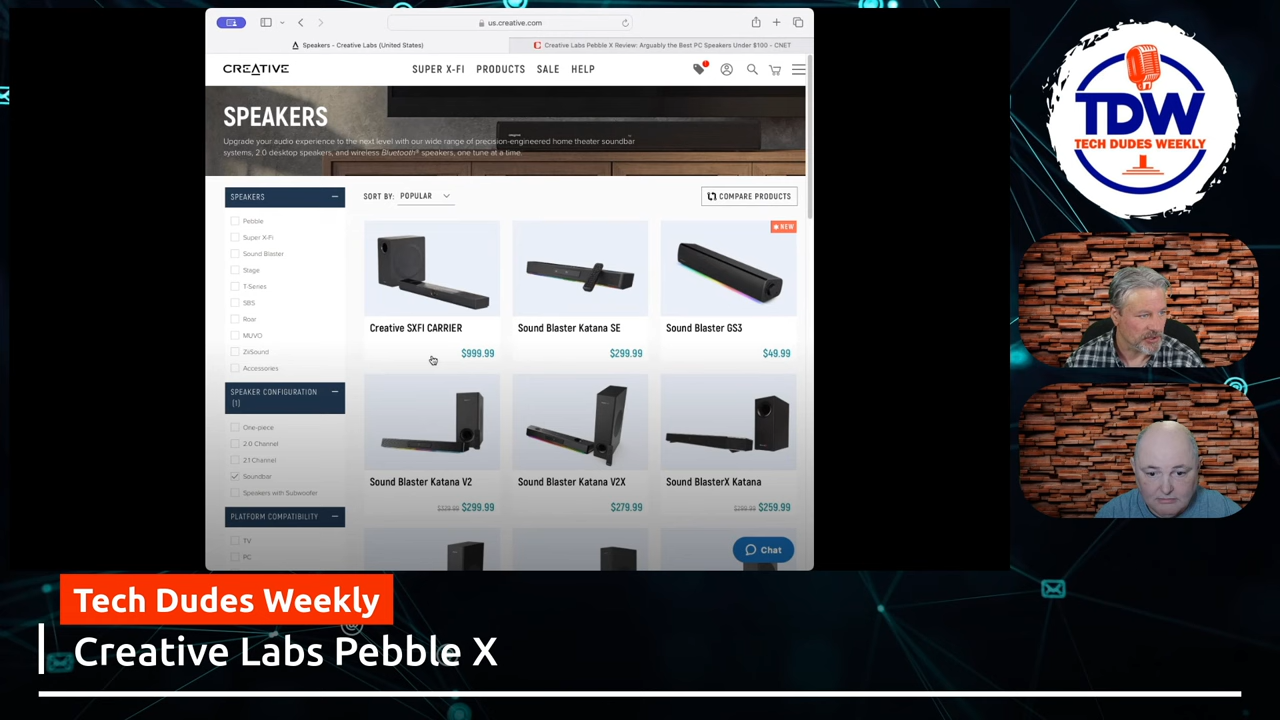 us.creative.com
Speakers - Creative Labs (United States)
Creative Labs Pebble X Review: Arguably the Best PC Speakers Under $100 - CNET
CREATIVE
SUPER X-FI
PRODUCTS
SALE
HELP
SPEAKERS
Upgrade your audio experience to the next level with our wide range of precision-engineered home theater soundbar
systems, 2.0 desktop speakers, and wireless Bluetooth® speakers, one tune at a time.
SPEAKERS
Pebble
Super X-Fi
Sound Blaster
Stage
T-Series
SBS
Roar
MUVO
ZiiSound
Accessories
SPEAKER CONFIGURATION
(1)
One-piece
2.0 Channel
2.1 Channel
Soundbar
Speakers with Subwoofer
PLATFORM COMPATIBILITY
TV
PC
SORT BY: POPULAR
COMPARE PRODUCTS
NEW
Creative SXFI CARRIER
$999.99
Sound Blaster Katana SE
$299.99
Sound Blaster GS3
$49.99
Sound Blaster Katana V2
$329.99 $299.99
Sound Blaster Katana V2X
$279.99
Sound BlasterX Katana
$299.99 $259.99
Chat
TDW
TECH DUDES WEEKLY
Tech Dudes Weekly
Creative Labs Pebble X